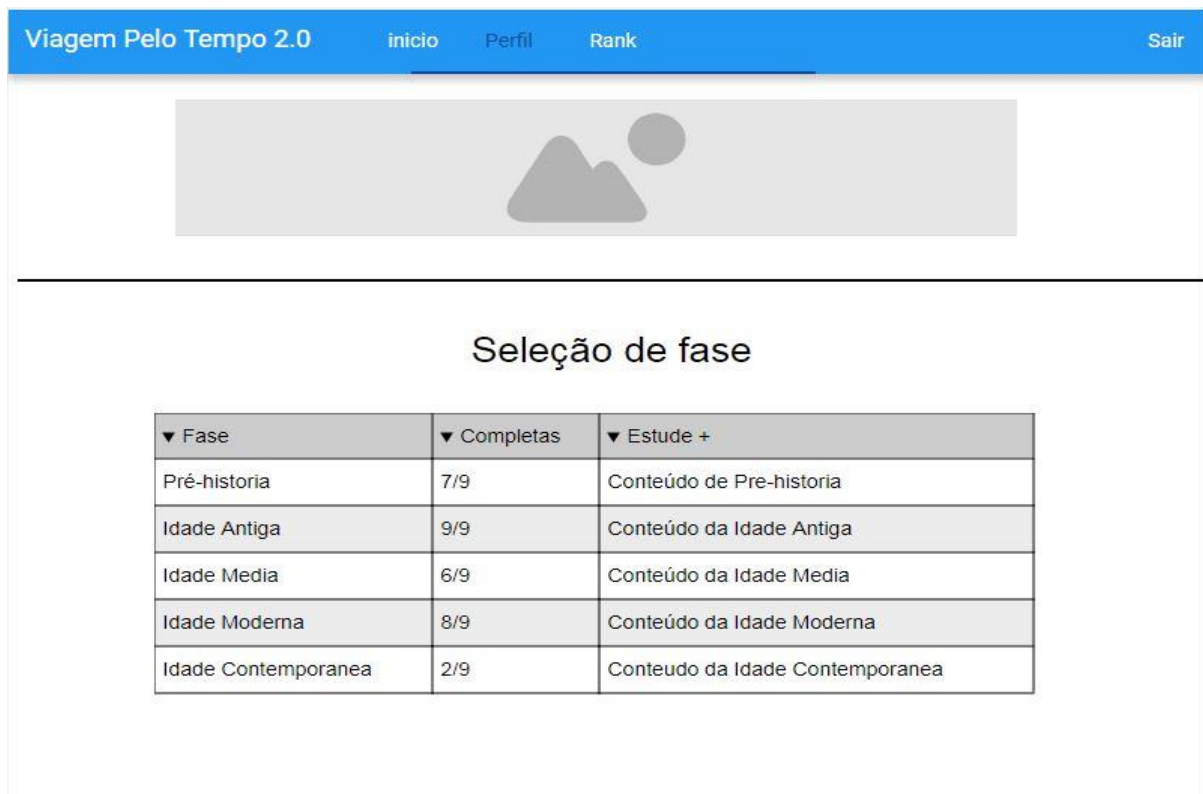 Viagem Pelo Tempo 2.0 inicio Perfil Rank Sair
Seleção de fase
▼ Fase ▼ Completas ▼ Estude +
Pré-historia 7/9 Conteúdo de Pre-historia
Idade Antiga 9/9 Conteúdo da Idade Antiga
Idade Media 6/9 Conteúdo da Idade Media
Idade Moderna 8/9 Conteúdo da Idade Moderna
Idade Contemporanea 2/9 Conteudo da Idade Contemporanea